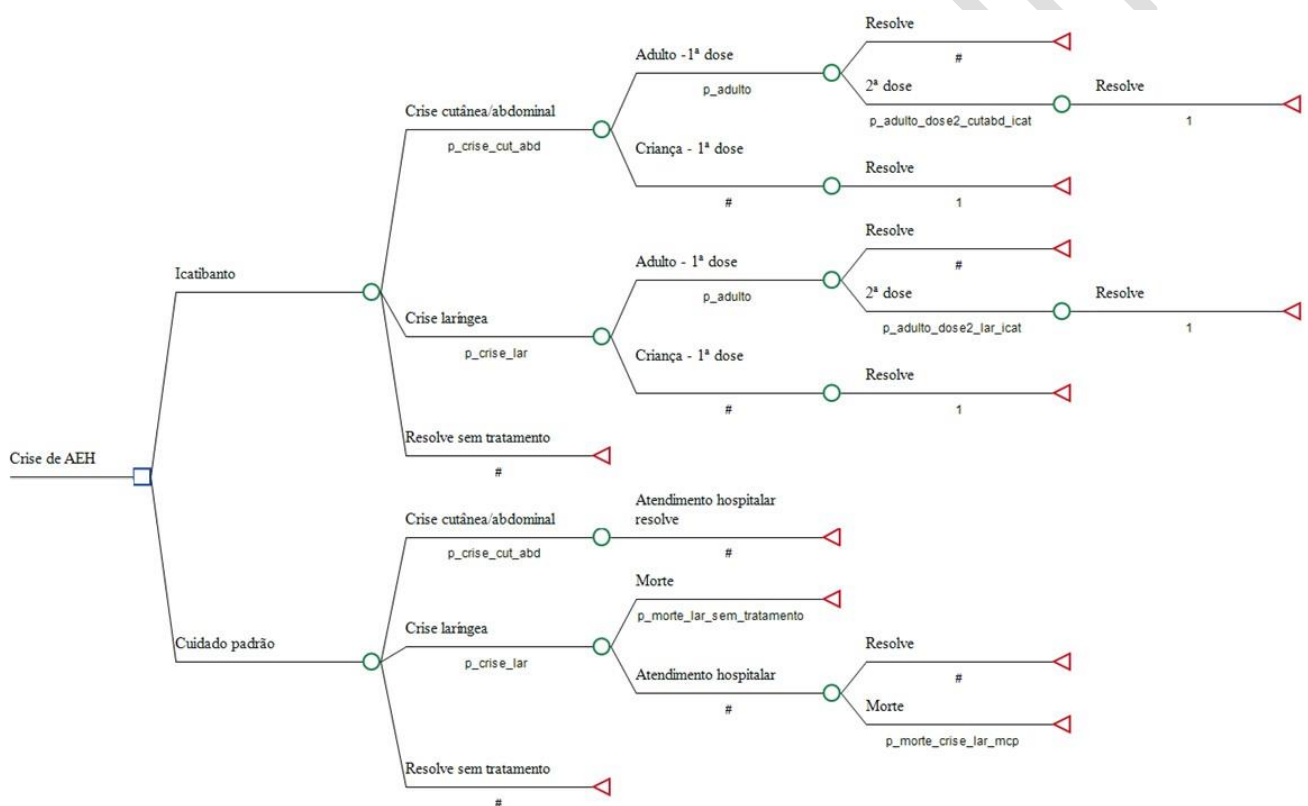 Resolve
#
Adulto -1ª dose
p_adulto
2ª dose
p_adulto_dose2_cutabd_icat
Resolve
1
Crise cutânea/abdominal
p_crise_cut_abd
Criança - 1ª dose
#
Resolve
1
Resolve
#
Adulto - 1ª dose
p_adulto
2ª dose
p_adulto_dose2_lar_icat
Resolve
1
Icatibanto
Crise laríngea
p_crise_lar
Criança - 1ª dose
#
Resolve
1
Resolve sem tratamento
#
Crise de AEH
Crise cutânea/abdominal
p_crise_cut_abd
Atendimento hospitalar
resolve
#
Morte
p_morte_lar_sem_tratamento
Cuidado padrão
Crise laríngea
p_crise_lar
Atendimento hospitalar
#
Resolve
#
Morte
p_morte_crise_lar_mcp
Resolve sem tratamento
#